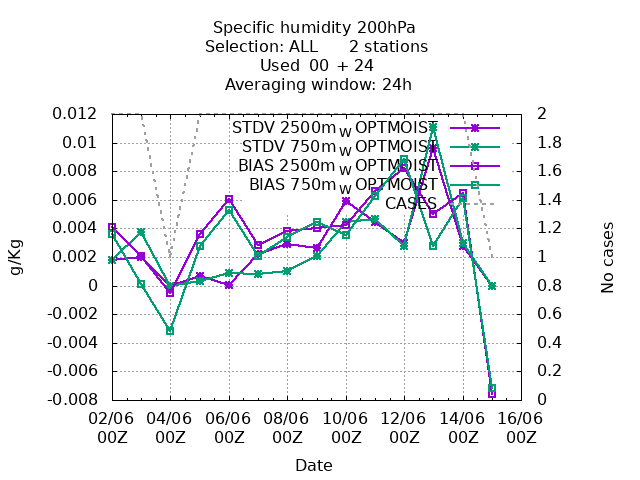 Specific humidity 200hPa
Selection: ALL 2 stations
Used 00 + 24
Averaging window: 24h
STDV 2500m W OPTMOIST
STDV 750m W OPTMOIST
BIAS 2500m W OPTMOIST
BIAS 750m W OPTMOIST
CASES
0.012
0.01
0.008
0.006
0.004
0.002
0
-0.002
-0.004
-0.006
-0.008
g/Kg
2
1.8
1.6
1.4
1.2
1
0.8
0.6
0.4
0.2
0
No cases
02/06 04/06 06/06 08/06 10/06 12/06 14/06 16/06
00Z 00Z 00Z 00Z 00Z 00Z 00Z 00Z
Date